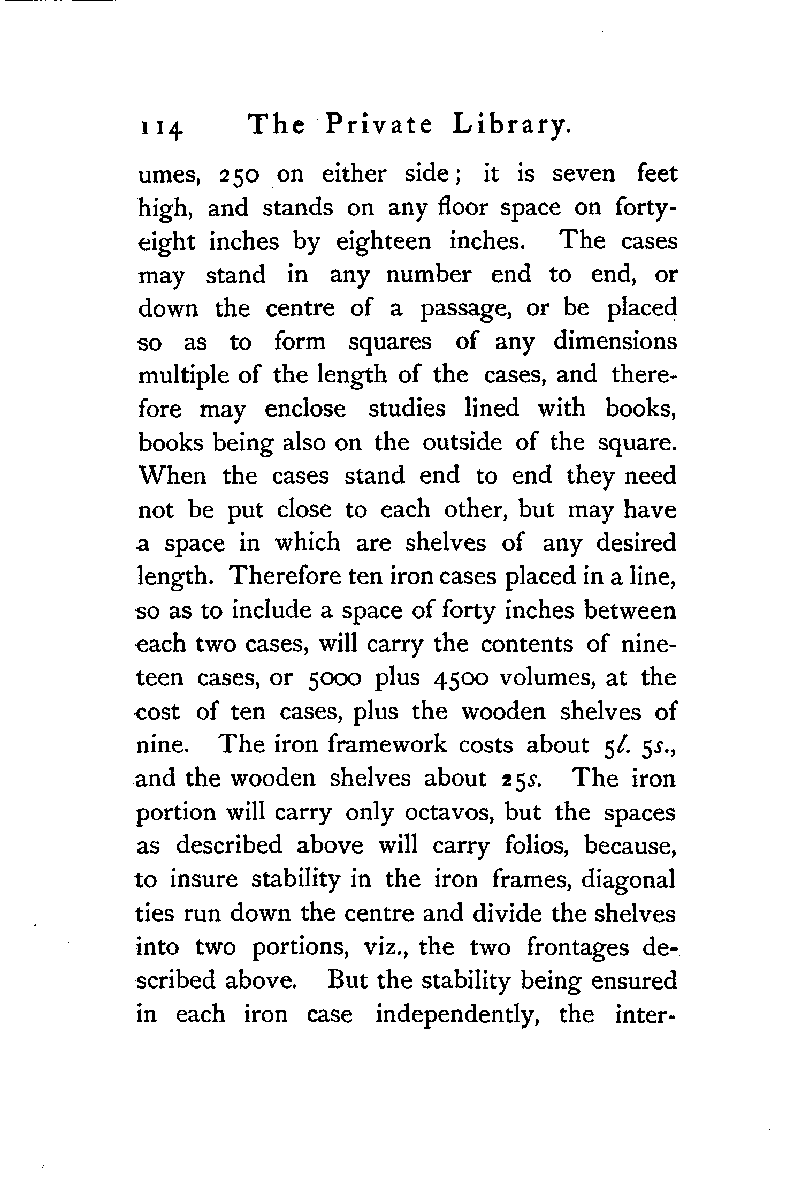 114 The Private Library.
umes, 250 on either side; it is seven feet
high, and stands on any floor space on forty-
eight inches by eighteen inches. The cases
may stand in any number end to end, or
down the centre of a passage, or be placed
so as to form squares of any dimensions
multiple of the length of the cases, and there-
fore may enclose studies lined with books,
books being also on the outside of the square.
When the cases stand end to end they need
not be put close to each other, but may have
a space in which are shelves of any desired
length. Therefore ten iron cases placed in a line,
so as to include a space of forty inches between
each two cases, will carry the contents of nine-
teen cases, or 5000 plus 4500 volumes, at the
cost of ten cases, plus the wooden shelves of
nine. The iron framework costs about 5l. 5s.,
and the wooden shelves about 25s. The iron
portion will carry only octavos, but the spaces
as described above will carry folios, because,
to insure stability in the iron frames, diagonal
ties run down the centre and divide the shelves
into two portions, viz., the two frontages de-
scribed above. But the stability being ensured
in each iron case independently, the inter-